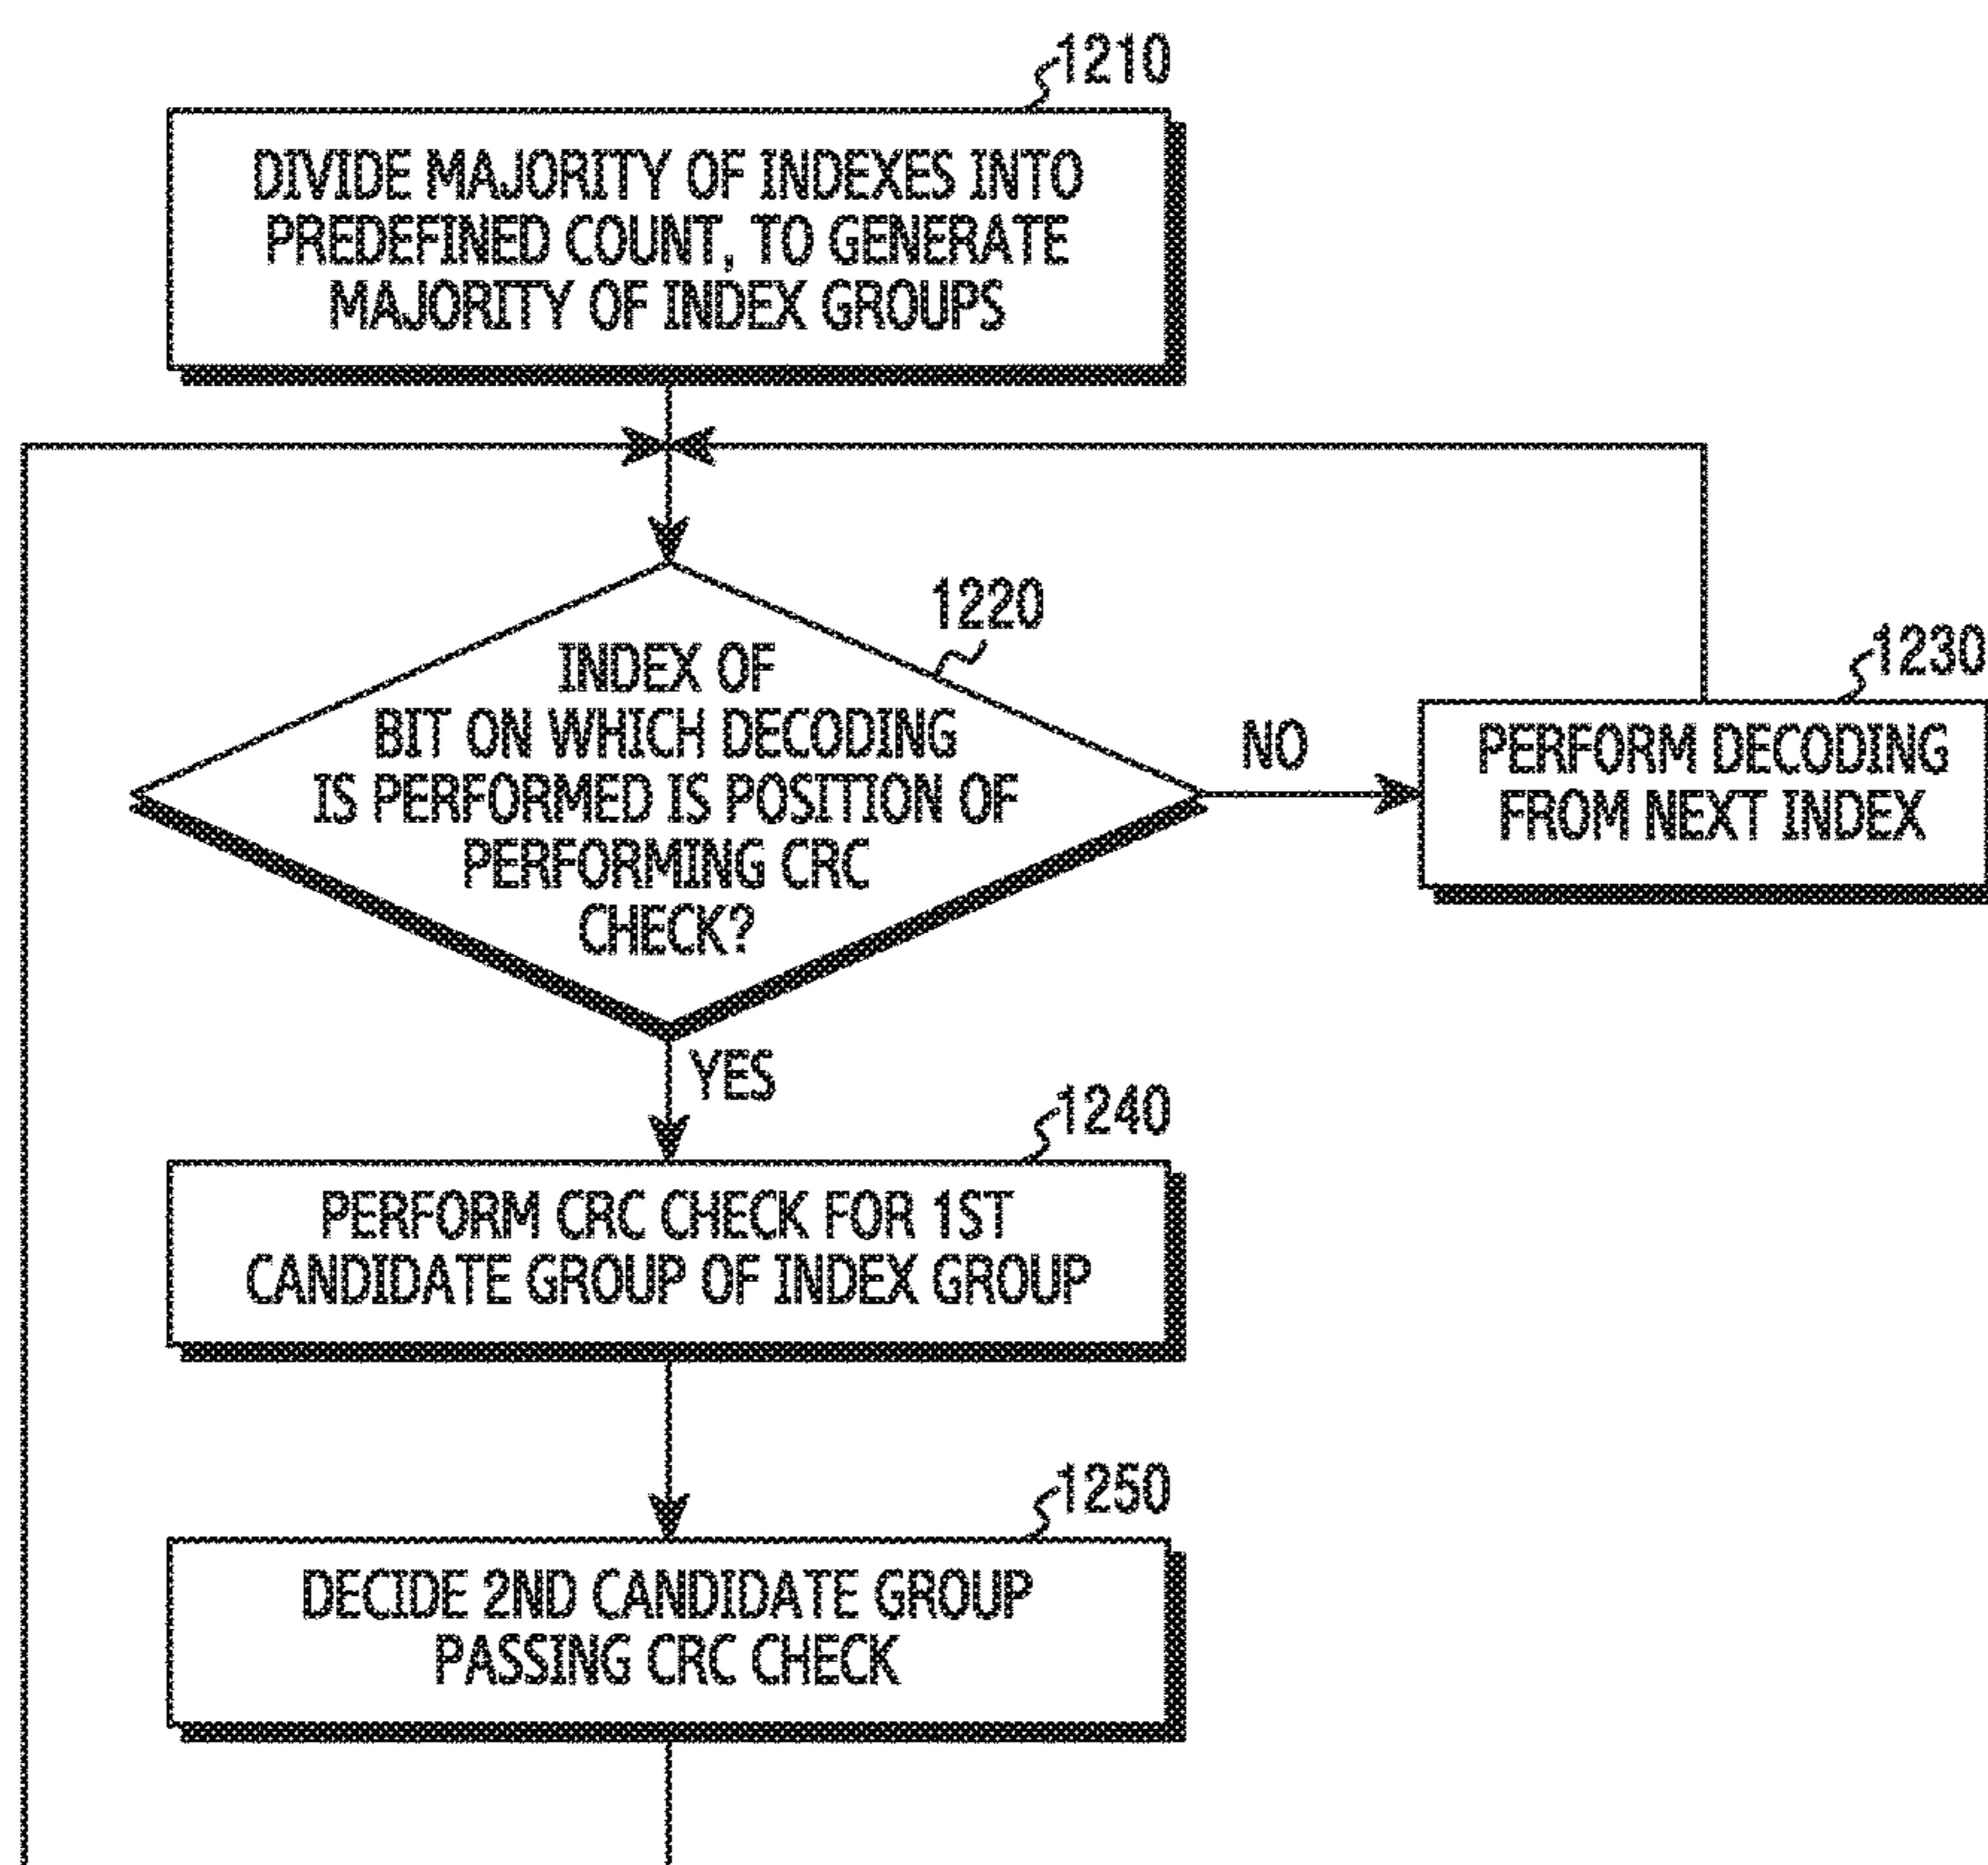 1210
DIVIDE MAJORITY OF INDEXES INTO
PREDEFINED COUNT, TO GENERATE
MAJORITY OF INDEX GROUPS
1220
INDEX OF
BIT ON WHICH DECODING
IS PERFORMED IS POSITION OF
PERFORMING CRC
CHECK?
NO
1230
PERFORM DECODING
FROM NEXT INDEX
YES
1240
PERFORM CRC CHECK FOR 1ST
CANDIDATE GROUP OF INDEX GROUP
1250
DECIDE 2ND CANDIDATE GROUP
PASSING CRC CHECK